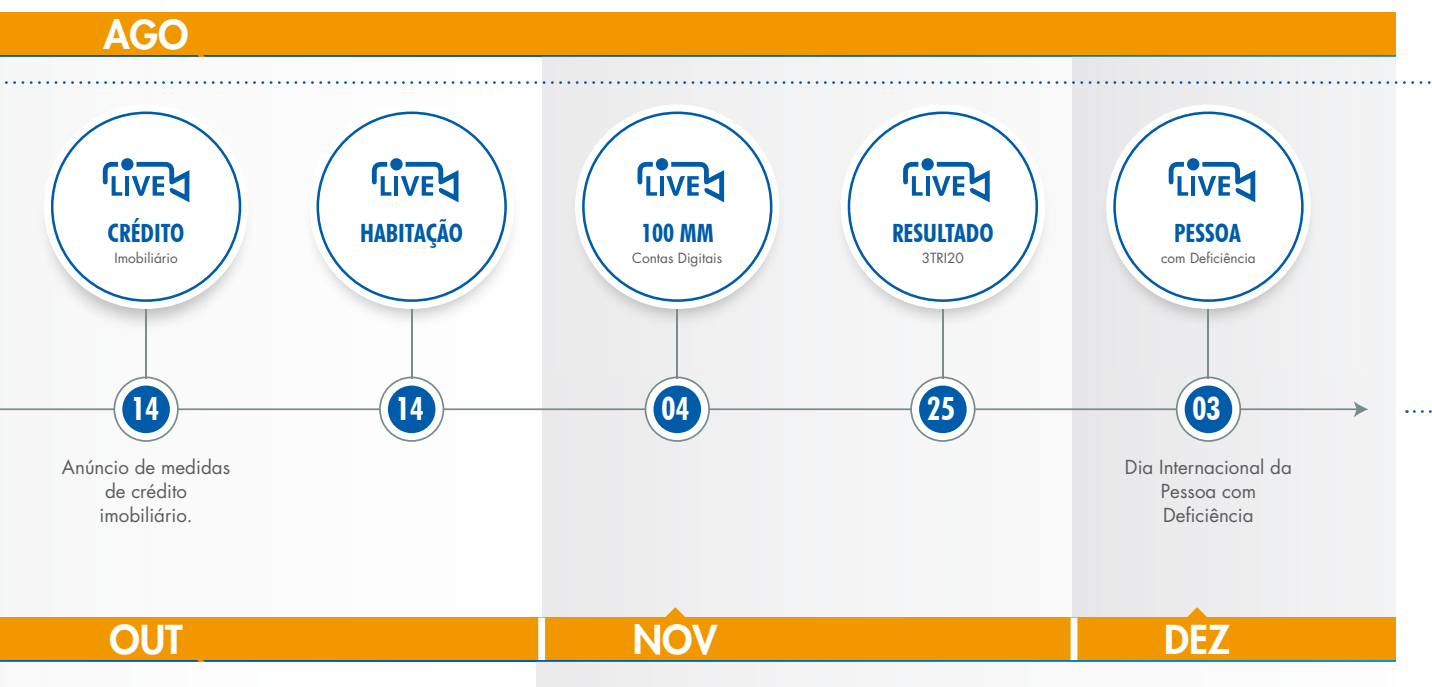 AGO
LIVE
CRÉDITO
Imobiliário
LIVE
HABITAÇÃO
LIVE
100 MM
Contas Digitais
LIVE
RESULTADO
3TRI20
LIVE
PESSOA
com Deficiência
14
14
04
25
03
Anúncio de medidas
de crédito
imobiliário.
Dia Internacional da
Pessoa com
Deficiência
OUT
NOV
DEZ